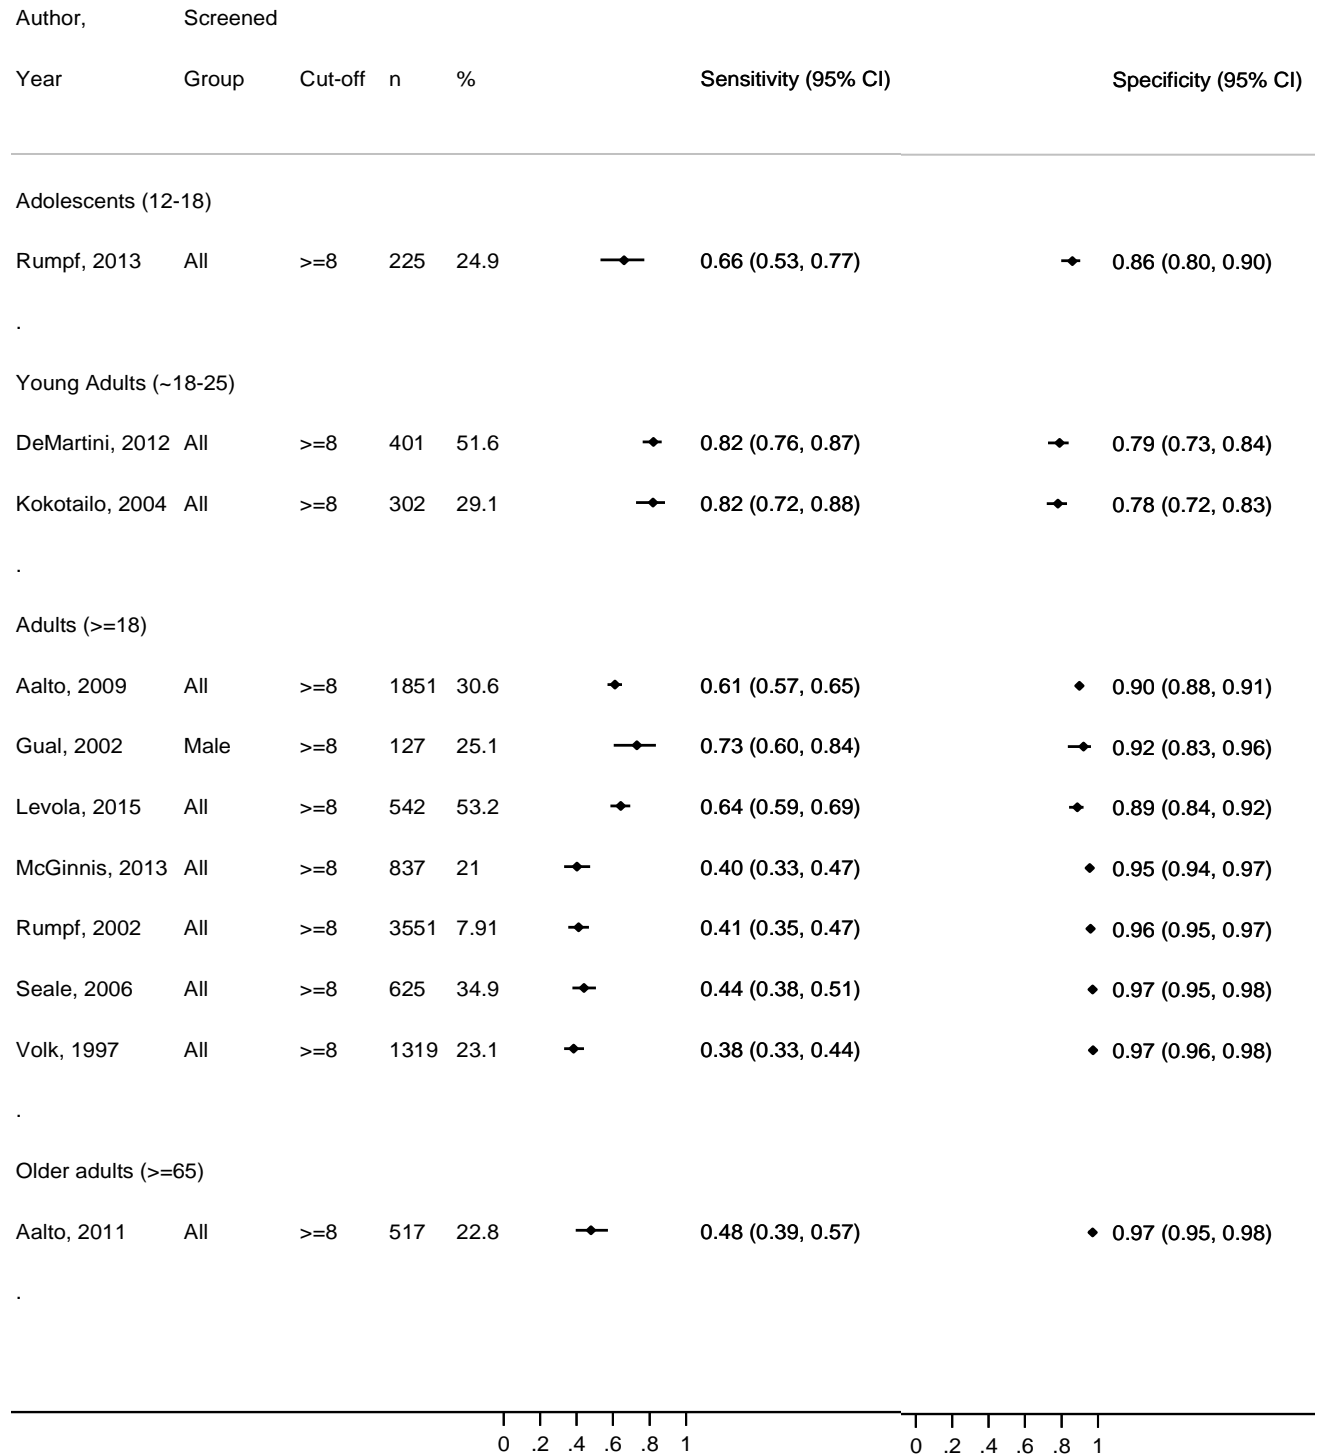 Author, Screened
Year Group Cut-off n % Sensitivity (95% CI) Specificity (95% CI)
Adolescents (12-18)
Rumpf, 2013 All >=8 225 24.9 0.66 (0.53, 0.77) 0.86 (0.80, 0.90)
.
Young Adults (~18-25)
DeMartini, 2012 All >=8 401 51.6 0.82 (0.76, 0.87) 0.79 (0.73, 0.84)
Kokotailo, 2004 All >=8 302 29.1 0.82 (0.72, 0.88) 0.78 (0.72, 0.83)
.
Adults (>=18)
Aalto, 2009 All >=8 1851 30.6 0.61 (0.57, 0.65) 0.90 (0.88, 0.91)
Gual, 2002 Male >=8 127 25.1 0.73 (0.60, 0.84) 0.92 (0.83, 0.96)
Levola, 2015 All >=8 542 53.2 0.64 (0.59, 0.69) 0.89 (0.84, 0.92)
McGinnis, 2013 All >=8 837 21 0.40 (0.33, 0.47) 0.95 (0.94, 0.97)
Rumpf, 2002 All >=8 3551 7.91 0.41 (0.35, 0.47) 0.96 (0.95, 0.97)
Seale, 2006 All >=8 625 34.9 0.44 (0.38, 0.51) 0.97 (0.95, 0.98)
Volk, 1997 All >=8 1319 23.1 0.38 (0.33, 0.44) 0.97 (0.96, 0.98)
.
Older adults (>=65)
Aalto, 2011 All >=8 517 22.8 0.48 (0.39, 0.57) 0.97 (0.95, 0.98)
.
0 .2 .4 .6 .8 1 0 .2 .4 .6 .8 1